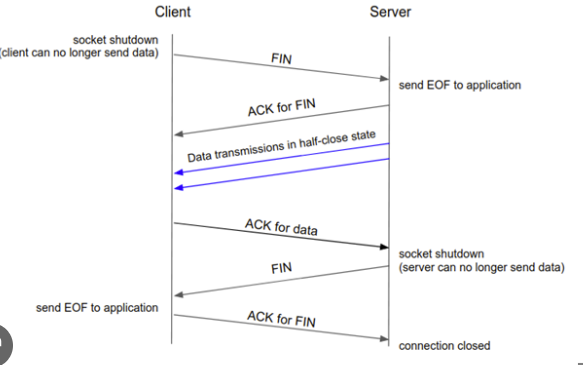 Client
Server
socket shutdown
(client can no longer send data)
FIN
send EOF to application
ACK for FIN
Data transmissions in half-close state
ACK for data
socket shutdown
(server can no longer send data)
FIN
send EOF to application
ACK for FIN
connection closed